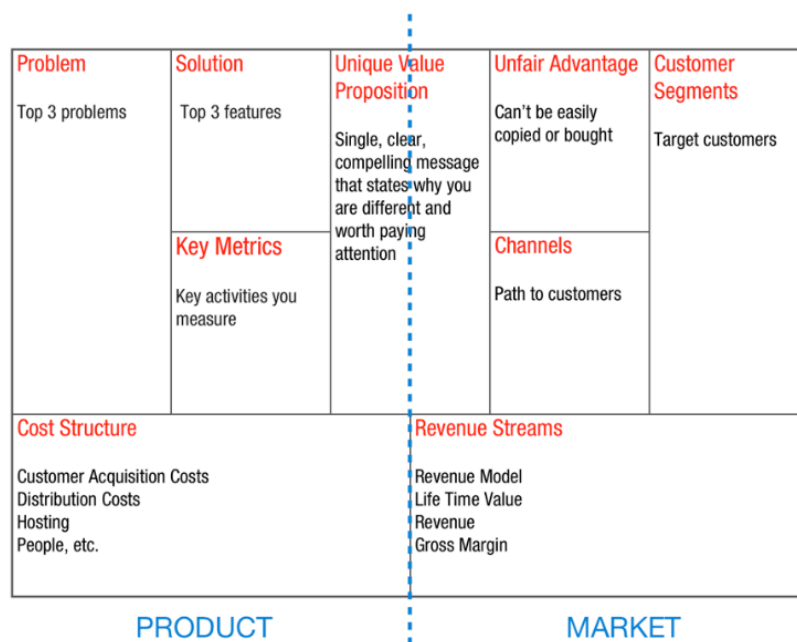 Problem
Top 3 problems
Solution
Top 3 features
Key Metrics
Key activities you
measure
Unique Value
Proposition
Single, clear,
compelling message
that states why you
are different and
worth paying
attention
Unfair Advantage
Can't be easily
copied or bought
Channels
Path to customers
Customer
Segments
Target customers
Cost Structure
Customer Acquisition Costs
Distribution Costs
Hosting
People, etc.
Revenue Streams
Revenue Model
Life Time Value
Revenue
Gross Margin
PRODUCT
MARKET